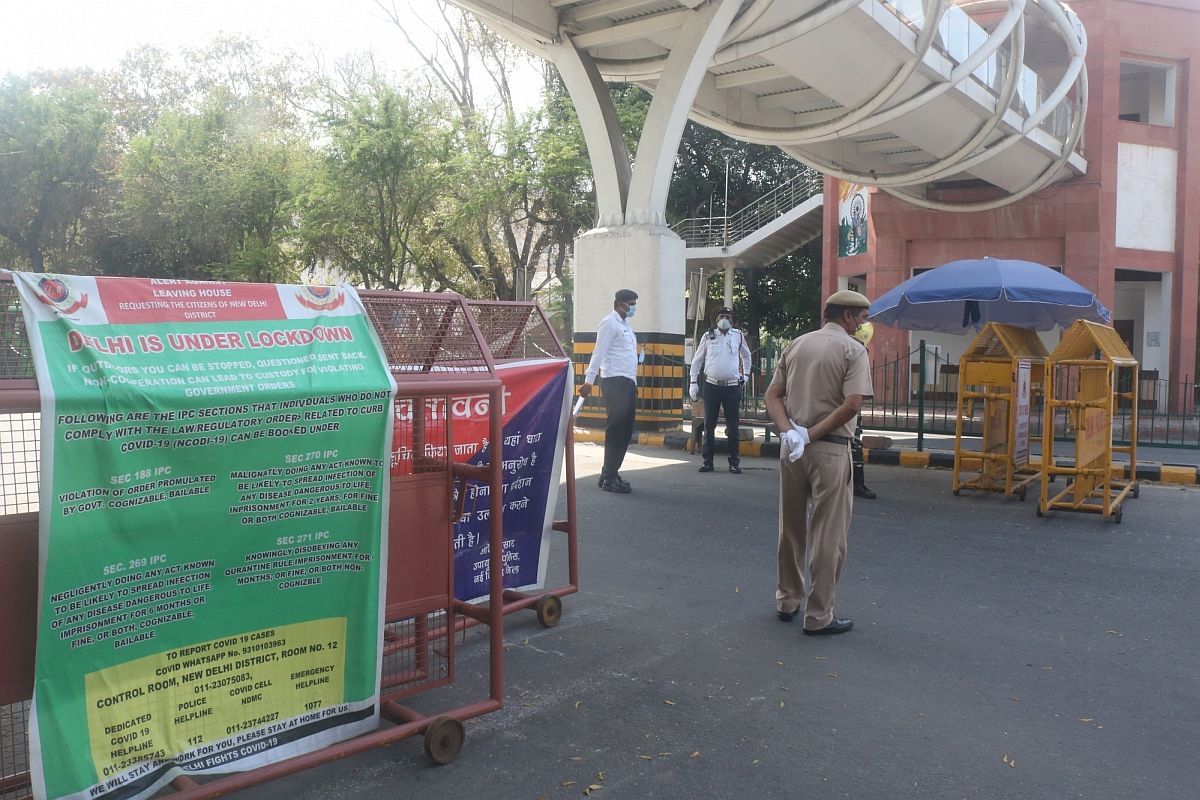 ALERT AGAINST
LEAVING HOUSE
REQUESTING THE CITIZENS OF NEW DELHI
DISTRICT
DELHI IS UNDER LOCKDOWN
IF OUTDOORS YOU CAN BE STOPPED, QUESTIONED, SENT BACK.
NON-COOPERATION CAN LEAD TO CUSTODY FOR VIOLATING
GOVERNMENT ORDERS
FOLLOWING ARE THE IPC SECTIONS THAT INDIVIDUALS WHO DO NOT
COMPLY WITH THE LAW/REGULATORY ORDERS RELATED TO CURB
COVID-19 (NCODI-19) CAN BE BOOKED UNDER
SEC 188 IPC
VIOLATION OF ORDER PROMULATED
BY GOVT. COGNIZABLE, BAILABLE
SEC 270 IPC
MALIGNATLY DOING ANY ACT KNOWN TO
BE LIKELY TO SPREAD INFECTION OF
ANY DISEASE DANGEROUS TO LIFE,
INPRISONMENT FOR 2 YEARS, FOR FINE
OR BOTH COGNIZABLE, BAILABLE
SEC. 269 IPC
NEGLIGENTLY DOING ANY ACT KNOWN
TO BE LIKELY TO SPREAD INFECTION
OF ANY DISEASE DANGEROUS TO LIFE.
IMPRISONMENT FOR 6 MONTHS OR
FINE, OR BOTH, COGNIZABLE,
BAILABLE
SEC 271 IPC
KNOWINGLY DISOBEYING ANY
QURANTINE RULE IMPRISONMENT FOR
MONTHS, OR FINE, OR BOTH NON-
COGNIZABLE
TO REPORT COVID 19 CASES
COVID WHATSAPP No. 9310103963
CONTROL ROOM, NEW DELHI DISTRICT, ROOM NO. 12
011-23075083,
DEDICATED
COVID 19
HELPLINE
011-23385743
POLICE
HELPLINE
112
COVID CELL
NDMC
011-23744227
EMERGENCY
HELPLINE
1077
WE WILL STAY AT WORK FOR YOU, PLEASE STAY AT HOME FOR US
DELHI FIGHTS COVID-19
किया जाता है
यहां धारा
अनुरोध है
होना
प्रदर्शन
करने
है।
नई दिल्ली जिला